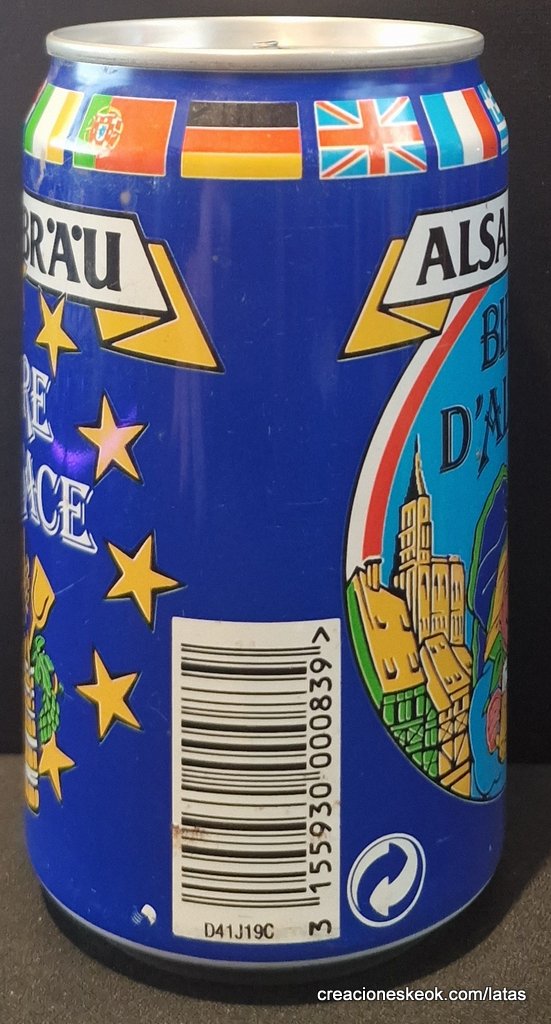 BRÄU
ALSA
RE
ACE
BI
D'AL
3 155930 000839 >
D41J19C
creacioneskeok.com/latas